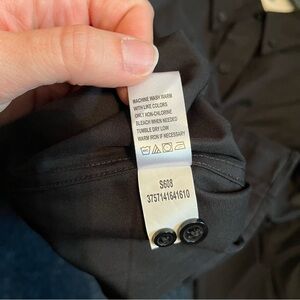 MACHINE WASH WARM
WITH LIKE COLORS
ONLY NON-CHLORINE
BLEACH WHEN NEEDED
TUMBLE DRY LOW
WARM IRON IF NECESSARY
S608
3757141641610